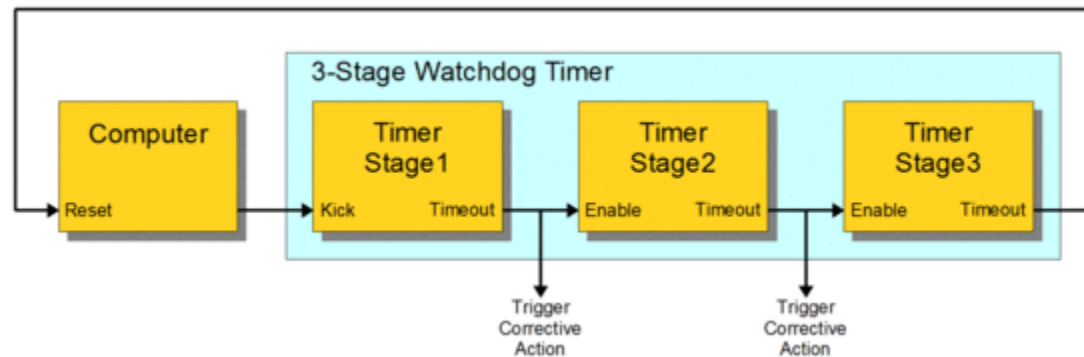 3-Stage Watchdog Timer
Computer
Reset
Timer
Stage1
Kick Timeout
Timer
Stage2
Enable Timeout
Timer
Stage3
Enable Timeout
Trigger
Corrective
Action
Trigger
Corrective
Action